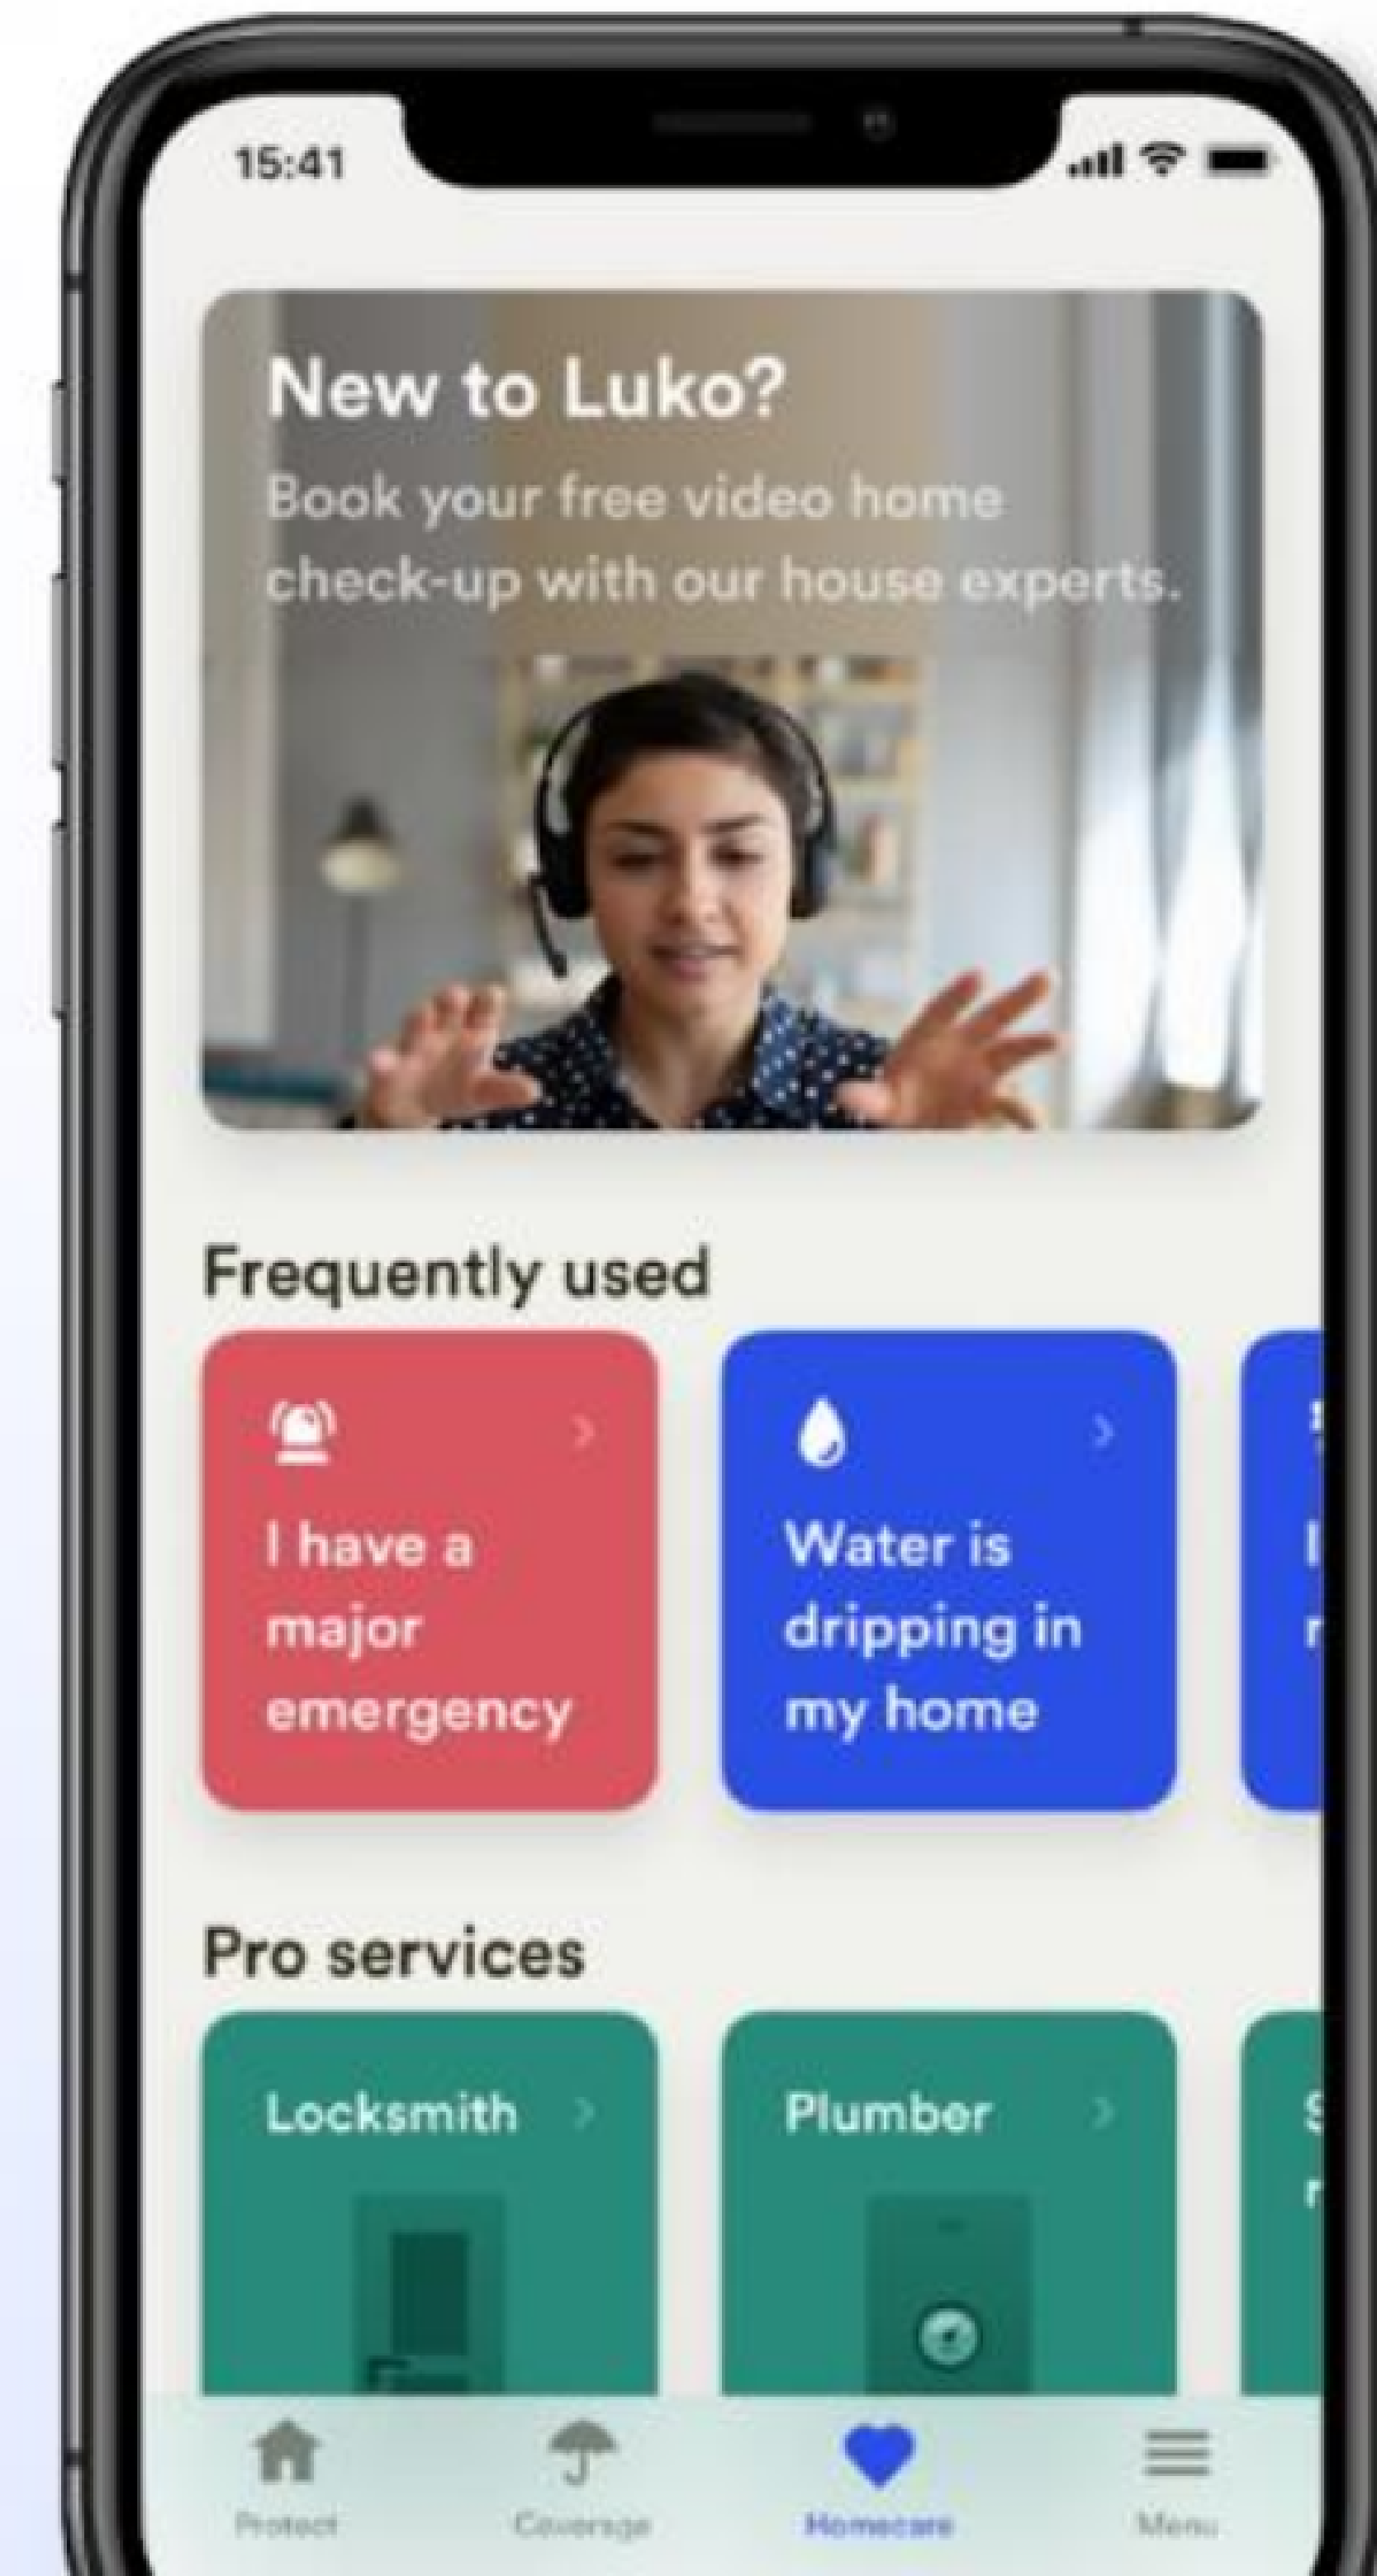 15:41
New to Luko?
Book your free video home
check-up with our house experts.
Frequently used
I have a
major
emergency
Water is
dripping in
my home
Pro services
Locksmith
Plumber
Protect
Coverage
Homecare
Menu